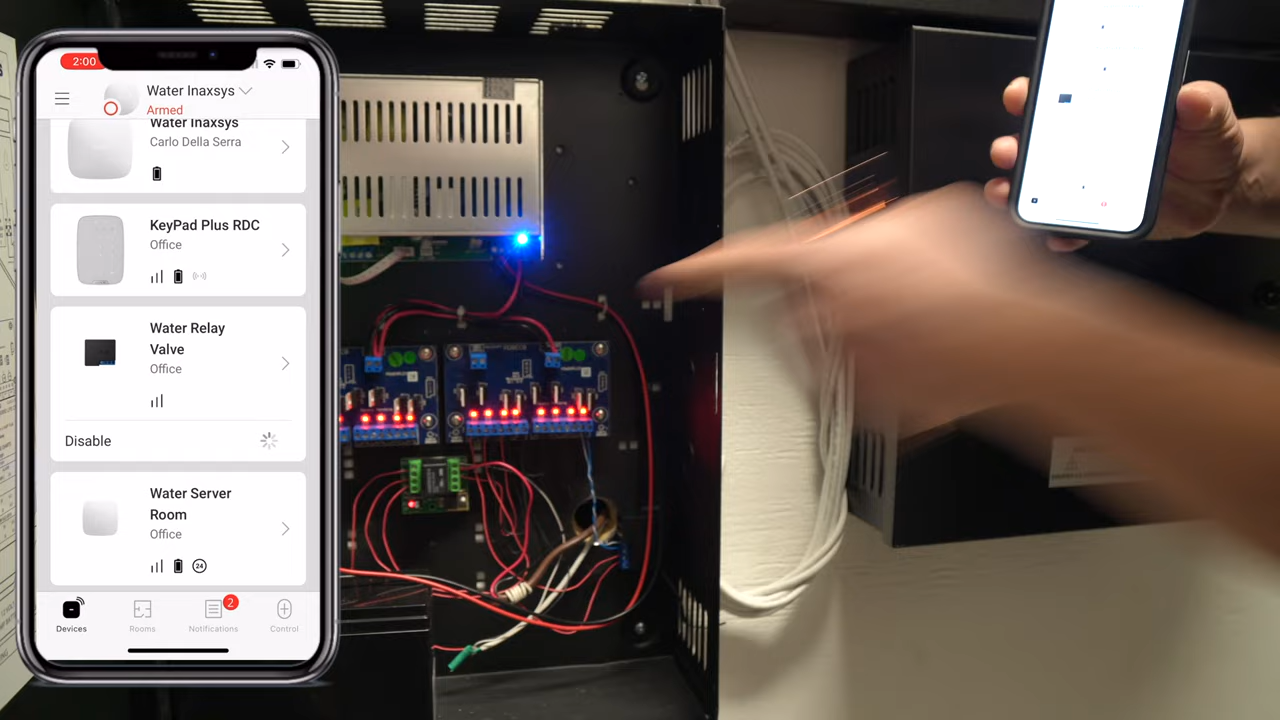 2:00
Water Inaxsys
Armed
Water Inaxsys
Carlo Della Serra
KeyPad Plus RDC
Office
Water Relay
Valve
Office
Disable
Water Server
Room
Office
24
2
Devices
Rooms
Notifications
Control